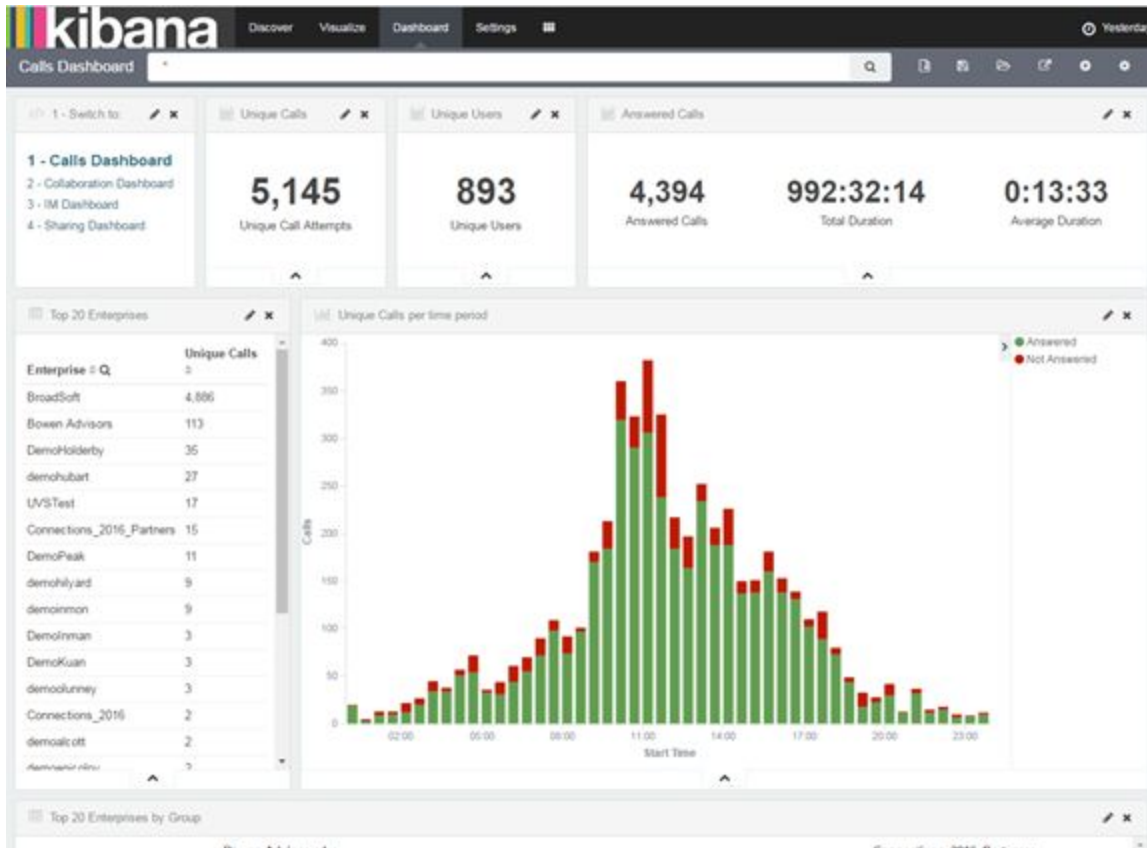 kibana
Discover Visualize Dashboard Settings
Calls Dashboard *
1 - Switch to:
1 - Calls Dashboard
2 - Collaboration Dashboard
3 - IM Dashboard
4 - Sharing Dashboard
Unique Calls
5,145
Unique Call Attempts
Unique Users
893
Unique Users
Answered Calls
4,394 992:32:14 0:13:33
Answered Calls Total Duration Average Duration
Top 20 Enterprises
Enterprise Unique Calls
BroadSoft 4,886
Bowen Advisors 113
DemoHolderby 35
demohubart 27
UVSTest 17
Connections_2016_Partners 15
DemoPeak 11
demohilyard 9
demoinmon 9
DemoInman 3
DemoKuan 3
3
Connections_2016 2
demoalcott 2
Unique Calls per time period
Answered
Not Answered
400
350
300
250
200
150
100
50
0
Calls
02:00 05:00 08:00 11:00 14:00 17:00 20:00 23:00
Start Time
Top 20 Enterprises by Group